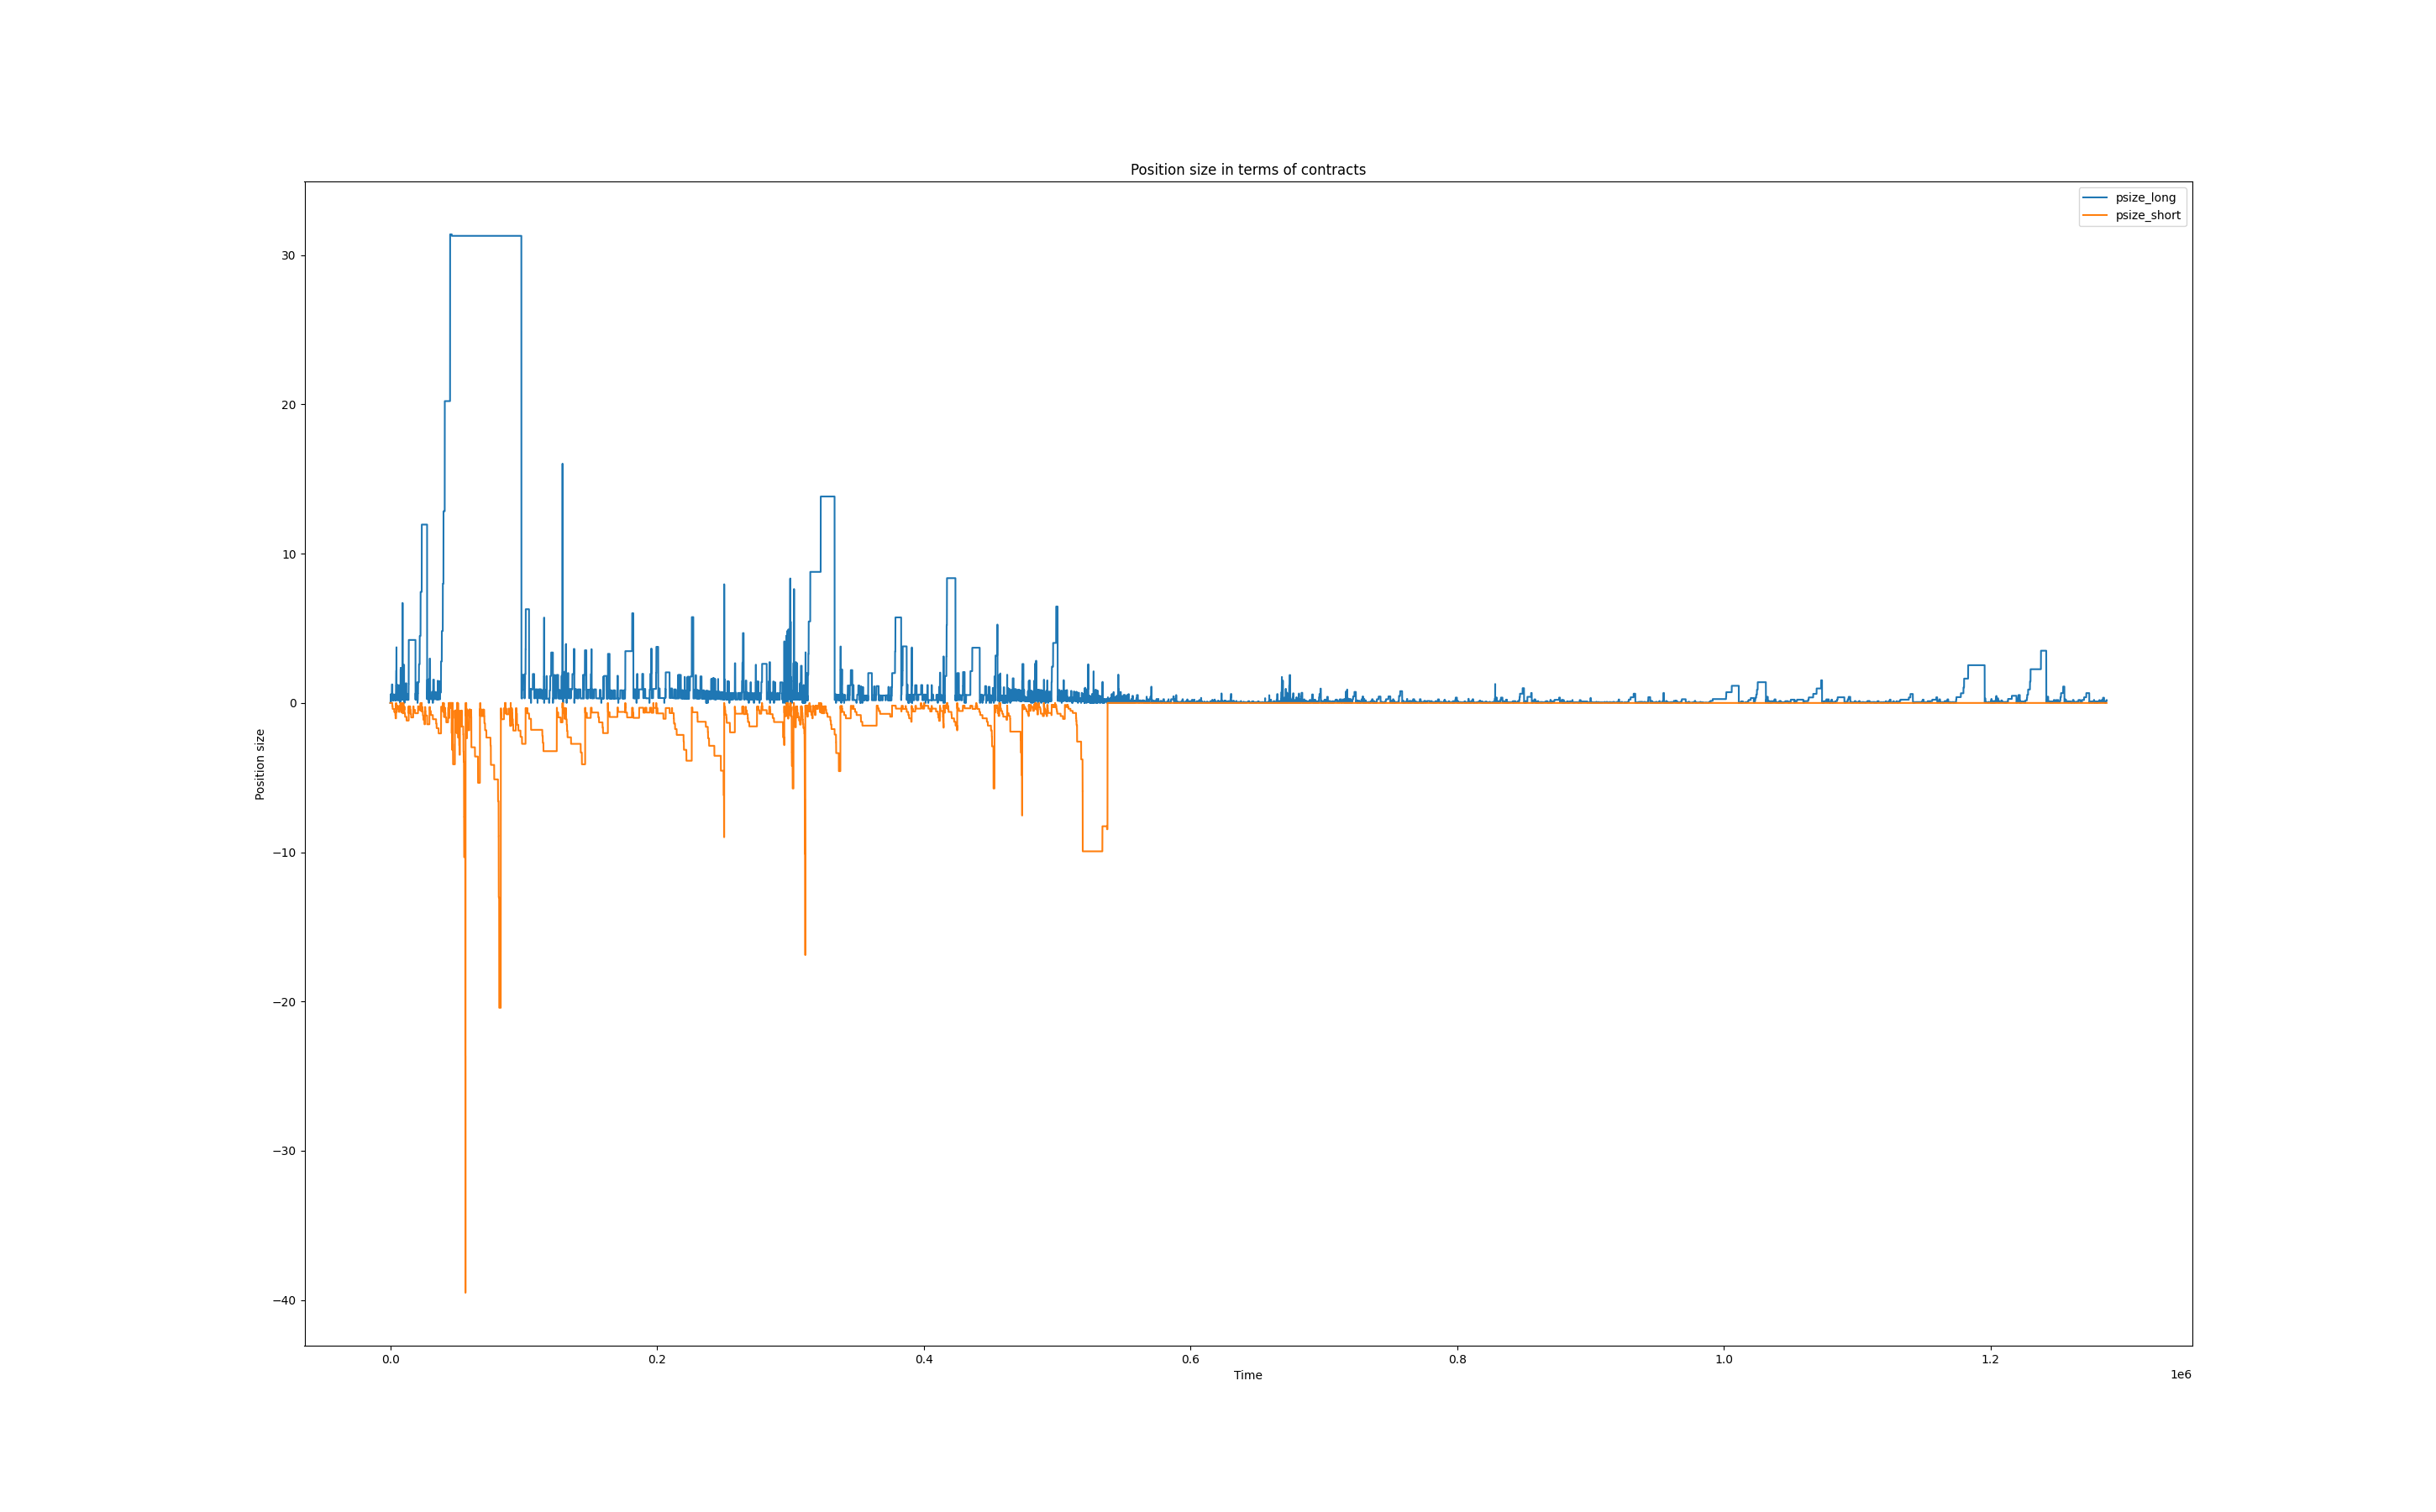 Position size in terms of contracts
psize_long
psize_short
30
20
10
0
−10
−20
−30
−40
Position size
0.0 0.2 0.4 0.6 0.8 1.0 1.2
Time
1e6